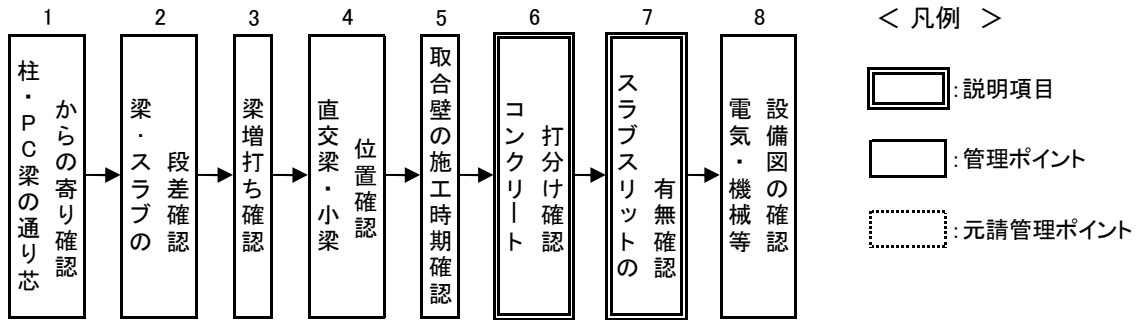 1
柱・PC梁の通り芯
からの寄り確認
2
梁・スラブの
段差確認
3
梁増打ち確認
4
直交梁・小梁
位置確認
5
取合壁の施工時期確認
6
コンクリート
打分け確認
7
スラブスリットの
有無確認
8
電気・機械等
設備図の確認
＜ 凡例 ＞
:説明項目
:管理ポイント
:元請管理ポイント